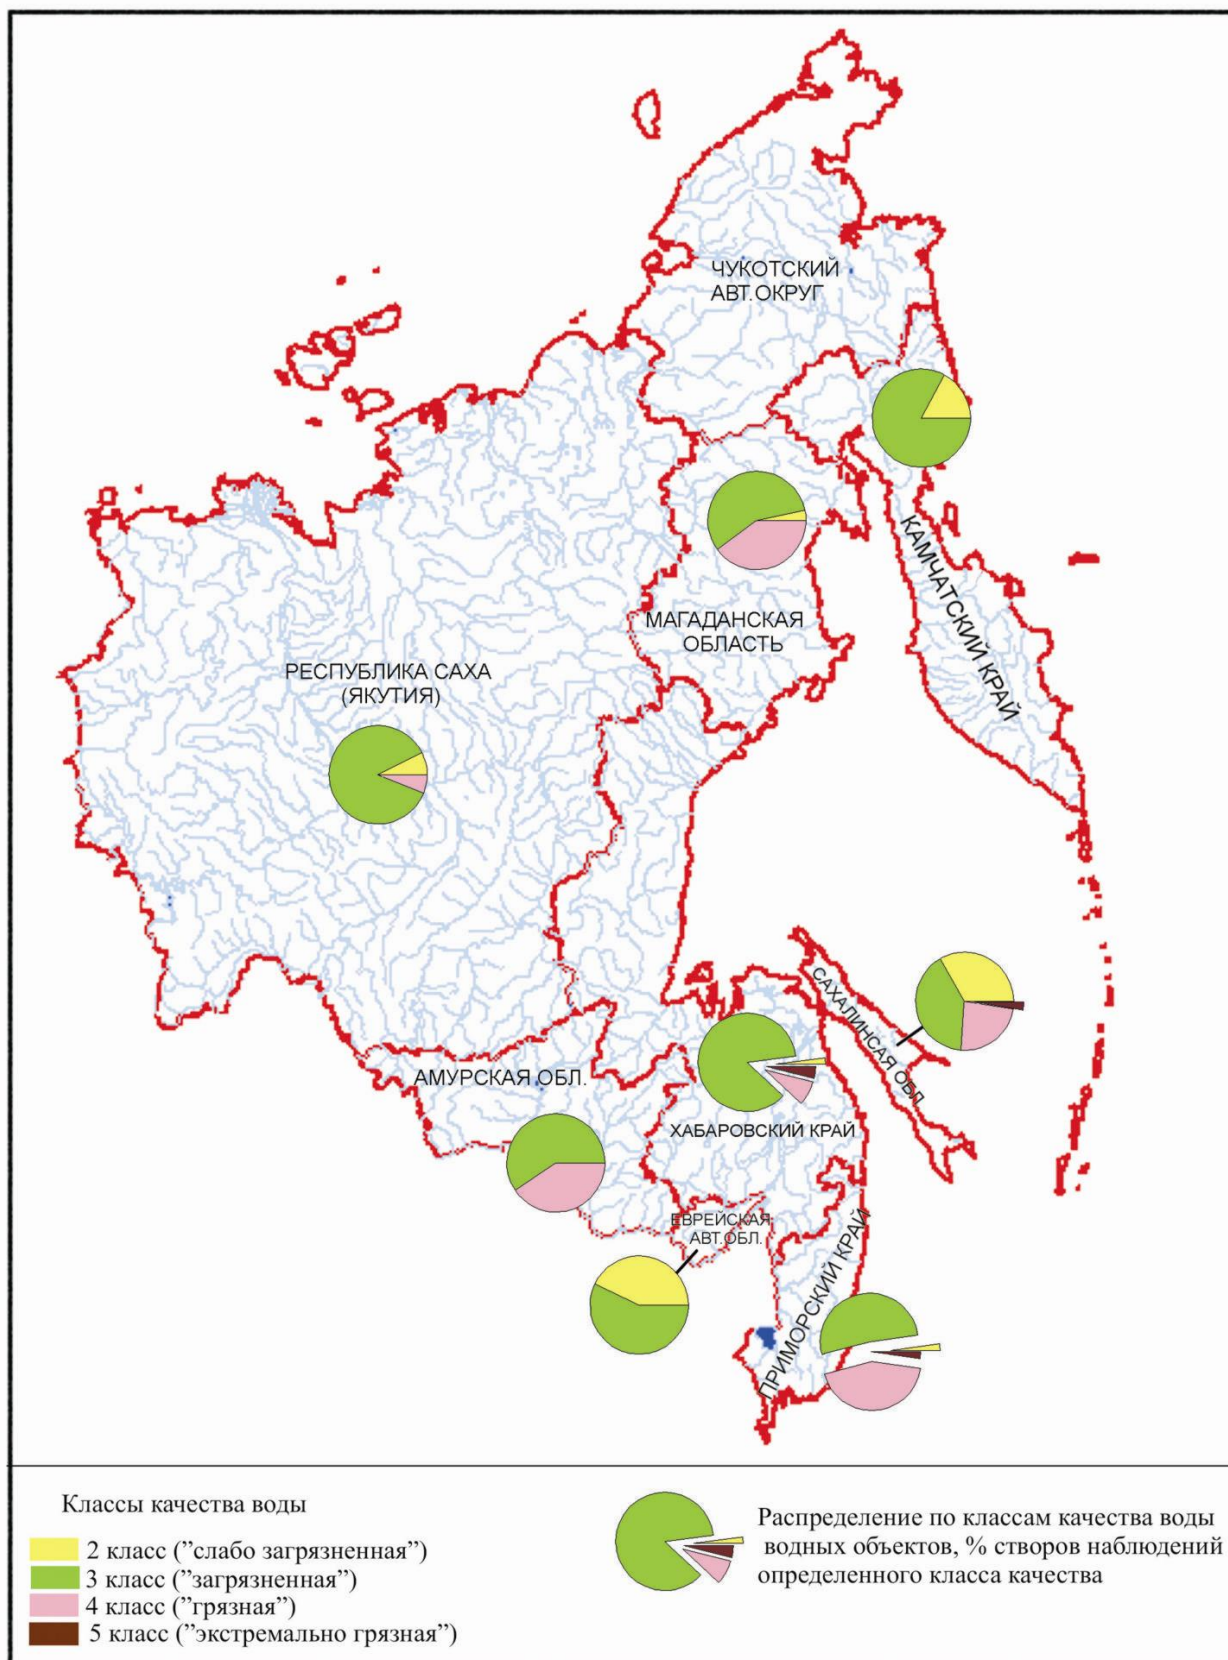 ЧУКОТСКИЙ
АВТ.ОКРУГ
КАМЧАТСКИЙ КРАЙ
МАГАДАНСКАЯ
ОБЛАСТЬ
РЕСПУБЛИКА САХА
(ЯКУТИЯ)
САХАЛИНСАЯ ОБЛ.
АМУРСКАЯ ОБЛ.
ХАБАРОВСКИЙ КРАЙ
ЕВРЕЙСКАЯ
АВТ.ОБЛ.
ПРИМОРСКИЙ КРАЙ
Классы качества воды
2 класс ("слабо загрязненная")
3 класс ("загрязненная")
4 класс ("грязная")
5 класс ("экстремально грязная")
Распределение по классам качества воды
водных объектов, % створов наблюдений
определенного класса качества